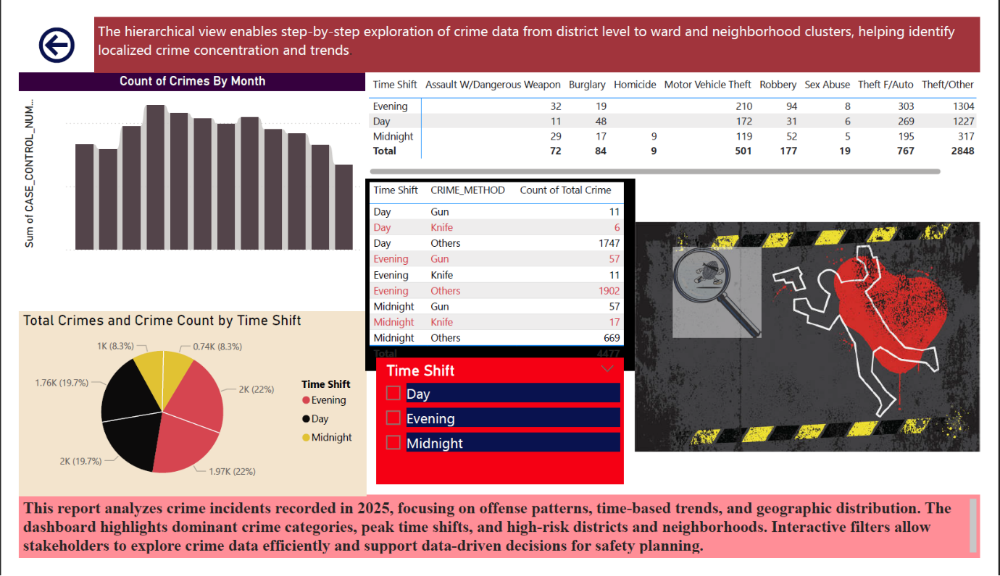 The hierarchical view enables step-by-step exploration of crime data from district level to ward and neighborhood clusters, helping identify
localized crime concentration and trends.
Count of Crimes By Month
Sum of CASE_CONTROL_NUM...
Time Shift Assault W/Dangerous Weapon Burglary Homicide Motor Vehicle Theft Robbery Sex Abuse Theft F/Auto Theft/Other
Evening 32 19 210 94 8 303 1304
Day 11 48 172 31 6 269 1227
Midnight 29 17 9 119 52 5 195 317
Total 72 84 9 501 177 19 767 2848
Time Shift CRIME_METHOD Count of Total Crime
Day Gun 11
Day Knife 6
Day Others 1747
Evening Gun 57
Evening Knife 11
Evening Others 1902
Midnight Gun 57
Midnight Knife 17
Midnight Others 669
Total 4477
Total Crimes and Crime Count by Time Shift
1K (8.3%)
0.74K (8.3%)
1.76K (19.7%)
2K (22%)
2K (19.7%)
1.97K (22%)
Time Shift
Evening
Day
Midnight
Time Shift
Day
Evening
Midnight
This report analyzes crime incidents recorded in 2025, focusing on offense patterns, time-based trends, and geographic distribution. The
dashboard highlights dominant crime categories, peak time shifts, and high-risk districts and neighborhoods. Interactive filters allow
stakeholders to explore crime data efficiently and support data-driven decisions for safety planning.